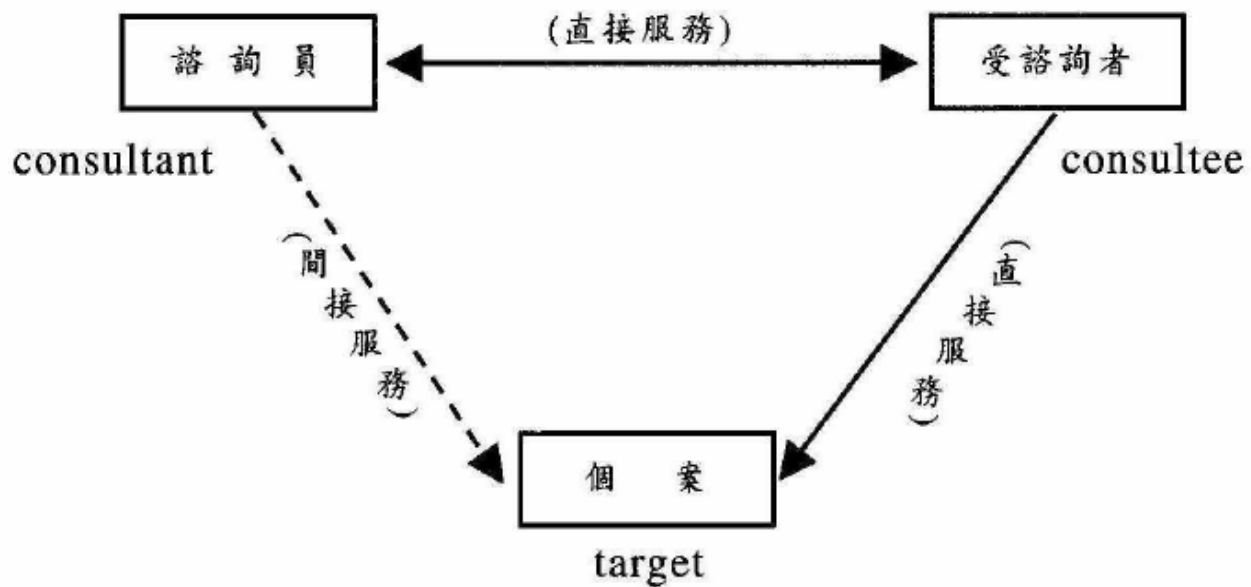 (直接服務)
諮詢員
受諮詢者
consultant
consultee
(間接服務)
(直接服務)
個案
target